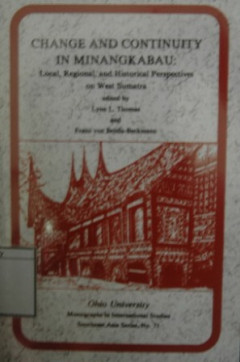 CHANGE AND CONTINUITY
IN MINANGKABAU:
Local, Regional, and Historical Perspectives
on West Sumatra
edited by
Lynn L. Thomas
and
Franz von Benda-Beckmann
Ohio University
Monographs in International Studies
Southeast Asia Series, No. 71